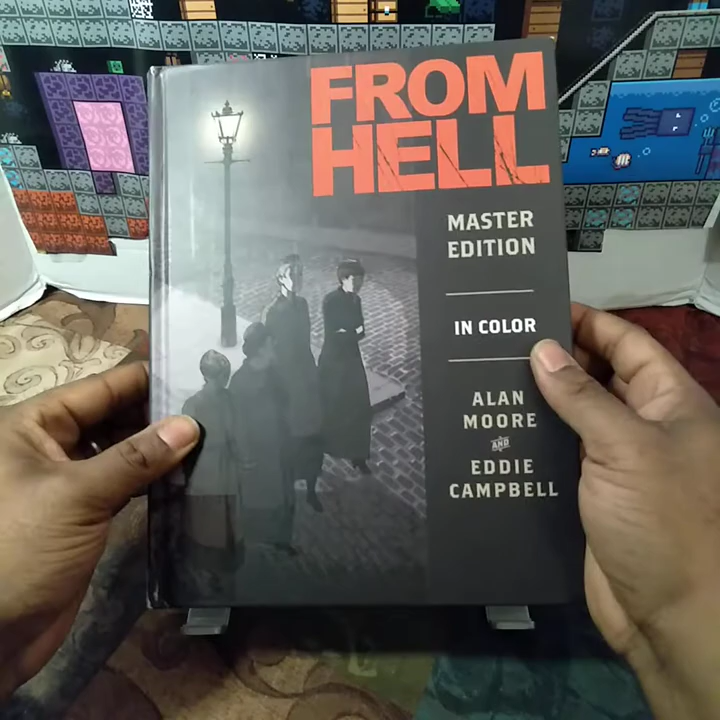 FROM
HELL
MASTER
EDITION
IN COLOR
ALAN
MOORE
AND
EDDIE
CAMPBELL